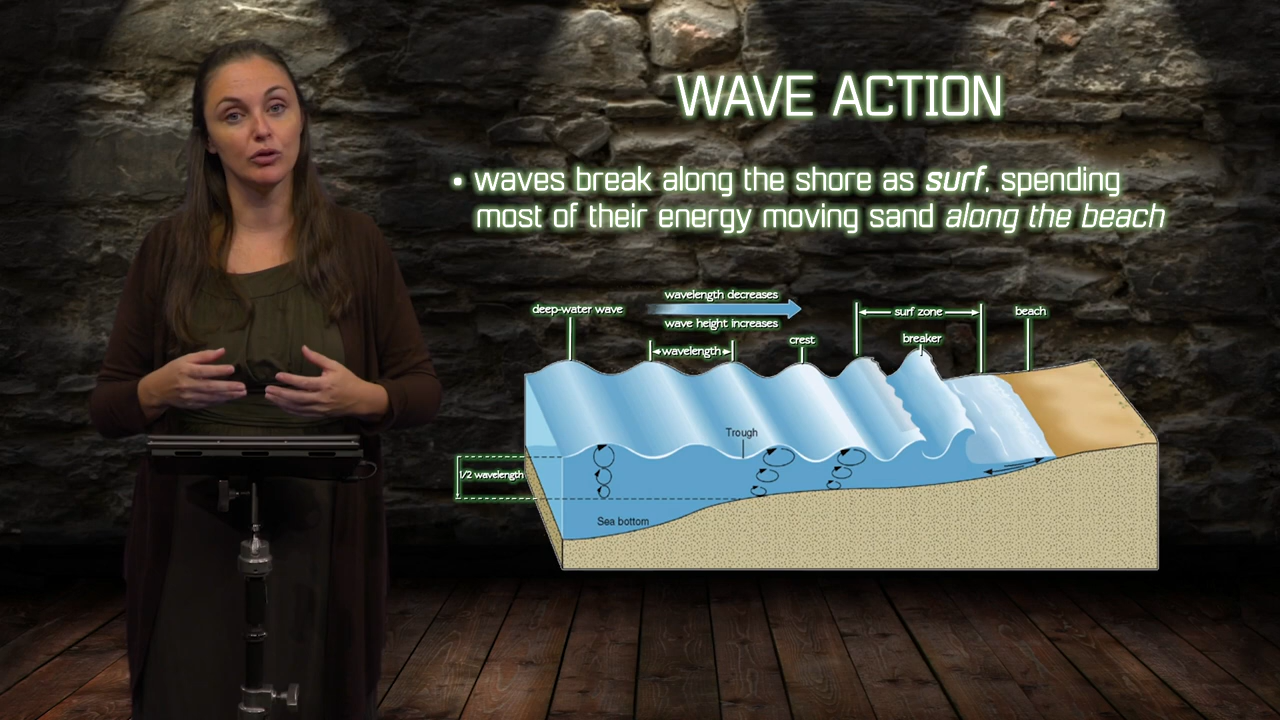 WAVE ACTION
• waves break along the shore as surf, spending
most of their energy moving sand along the beach
wavelength decreases
deep-water wave
wave height increases
wavelength
crest
surf zone
breaker
beach
Trough
1/2 wavelength
Sea bottom